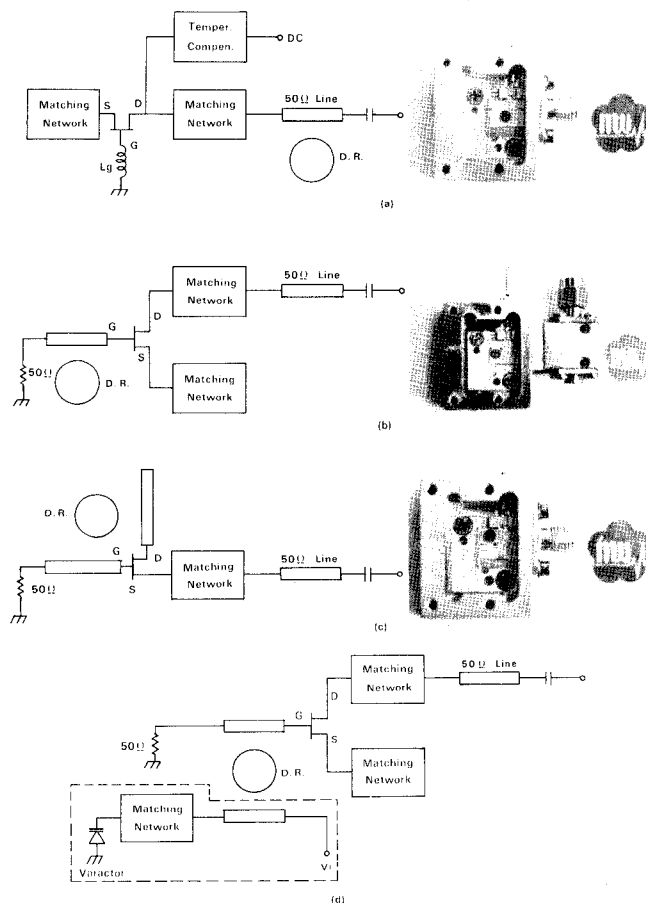 Temper.
Compen.
DC
S
D
Matching
Network
Matching
Network
50Ω Line
G
Lg
D.R.
(a)
Matching
Network
50Ω Line
D
G
S
50Ω
D.R.
Matching
Network
(b)
D.R.
G
D
S
50Ω
Matching
Network
50Ω Line
(c)
50Ω Line
Matching
Network
D
G
S
50Ω
D.R.
Matching
Network
Matching
Network
Varactor
(d)